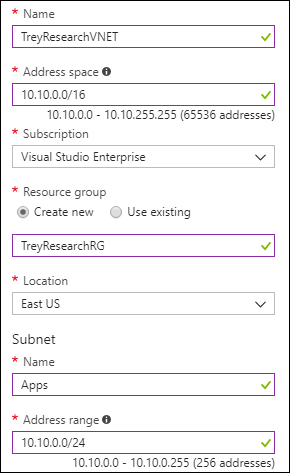 * Name
TreyResearchVNET
* Address space
10.10.0.0/16
10.10.0.0 - 10.10.255.255 (65536 addresses)
* Subscription
Visual Studio Enterprise
* Resource group
Create new Use existing
TreyResearchRG
* Location
East US
Subnet
* Name
Apps
* Address range
10.10.0.0/24
10.10.0.0 - 10.10.0.255 (256 addresses)